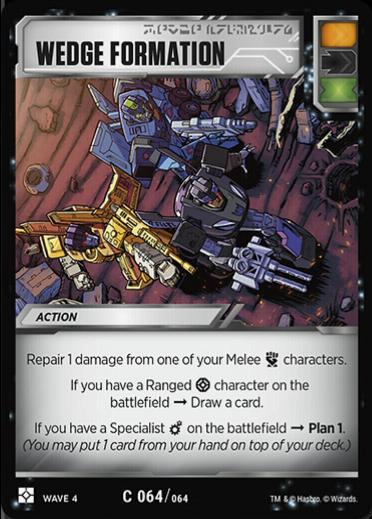 WEDGE FORMATION
ACTION
Repair 1 damage from one of your Melee characters.
If you have a Ranged character on the
battlefield → Draw a card.
If you have a Specialist on the battlefield → Plan 1.
(You may put 1 card from your hand on top of your deck.)
WAVE 4 C 064/064 TM & © Hasbro. © Wizards.